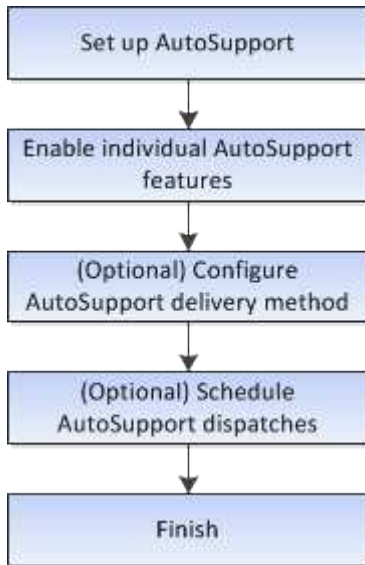 Set up AutoSupport
Enable individual AutoSupport
features
(Optional) Configure
AutoSupport delivery method
(Optional) Schedule
AutoSupport dispatches
Finish